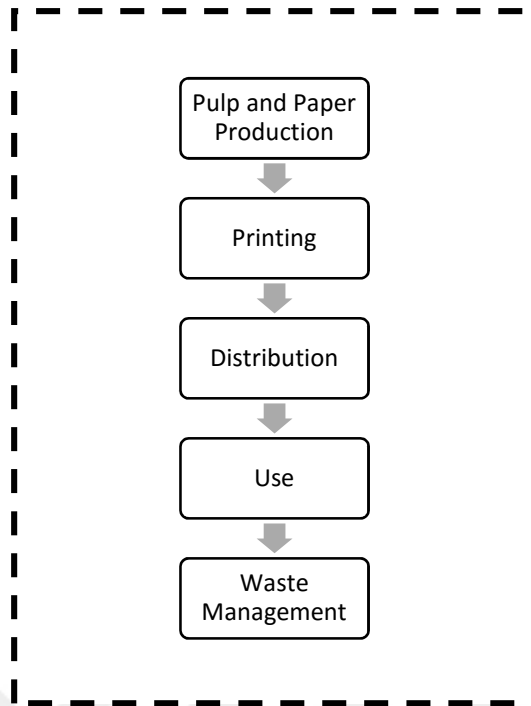 Pulp and Paper
Production
Printing
Distribution
Use
Waste
Management